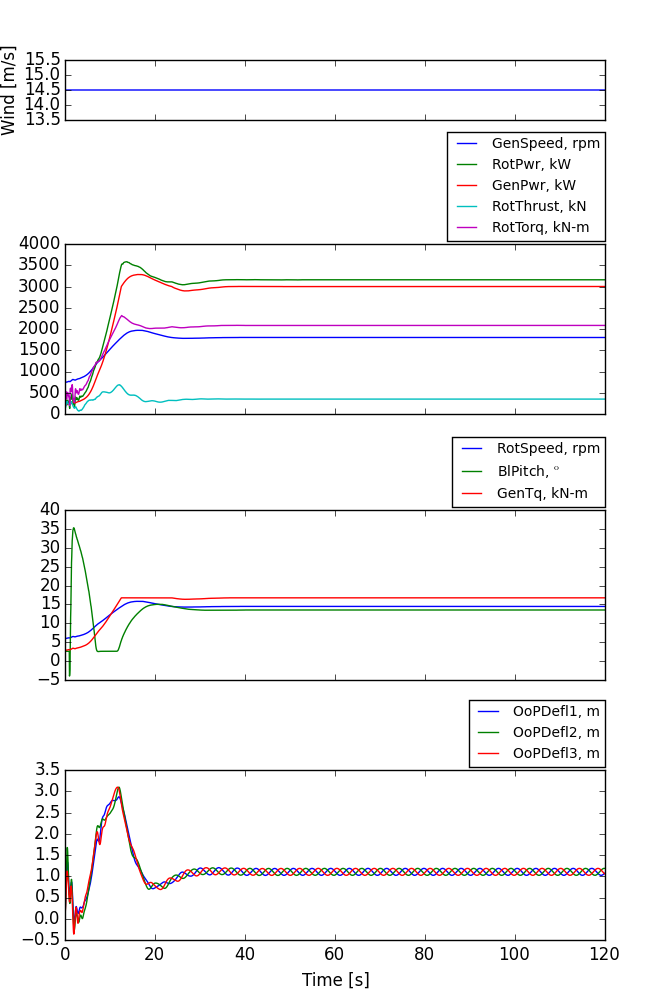 Wind [m/s]
15.5
15.0
14.5
14.0
13.5
GenSpeed, rpm
RotPwr, kW
GenPwr, kW
RotThrust, kN
RotTorq, kN-m
4000
3500
3000
2500
2000
1500
1000
500
0
RotSpeed, rpm
BlPitch, °
GenTq, kN-m
40
35
30
25
20
15
10
5
0
−5
OoPDefl1, m
OoPDefl2, m
OoPDefl3, m
3.5
3.0
2.5
2.0
1.5
1.0
0.5
0.0
−0.5
0 20 40 60 80 100 120
Time [s]